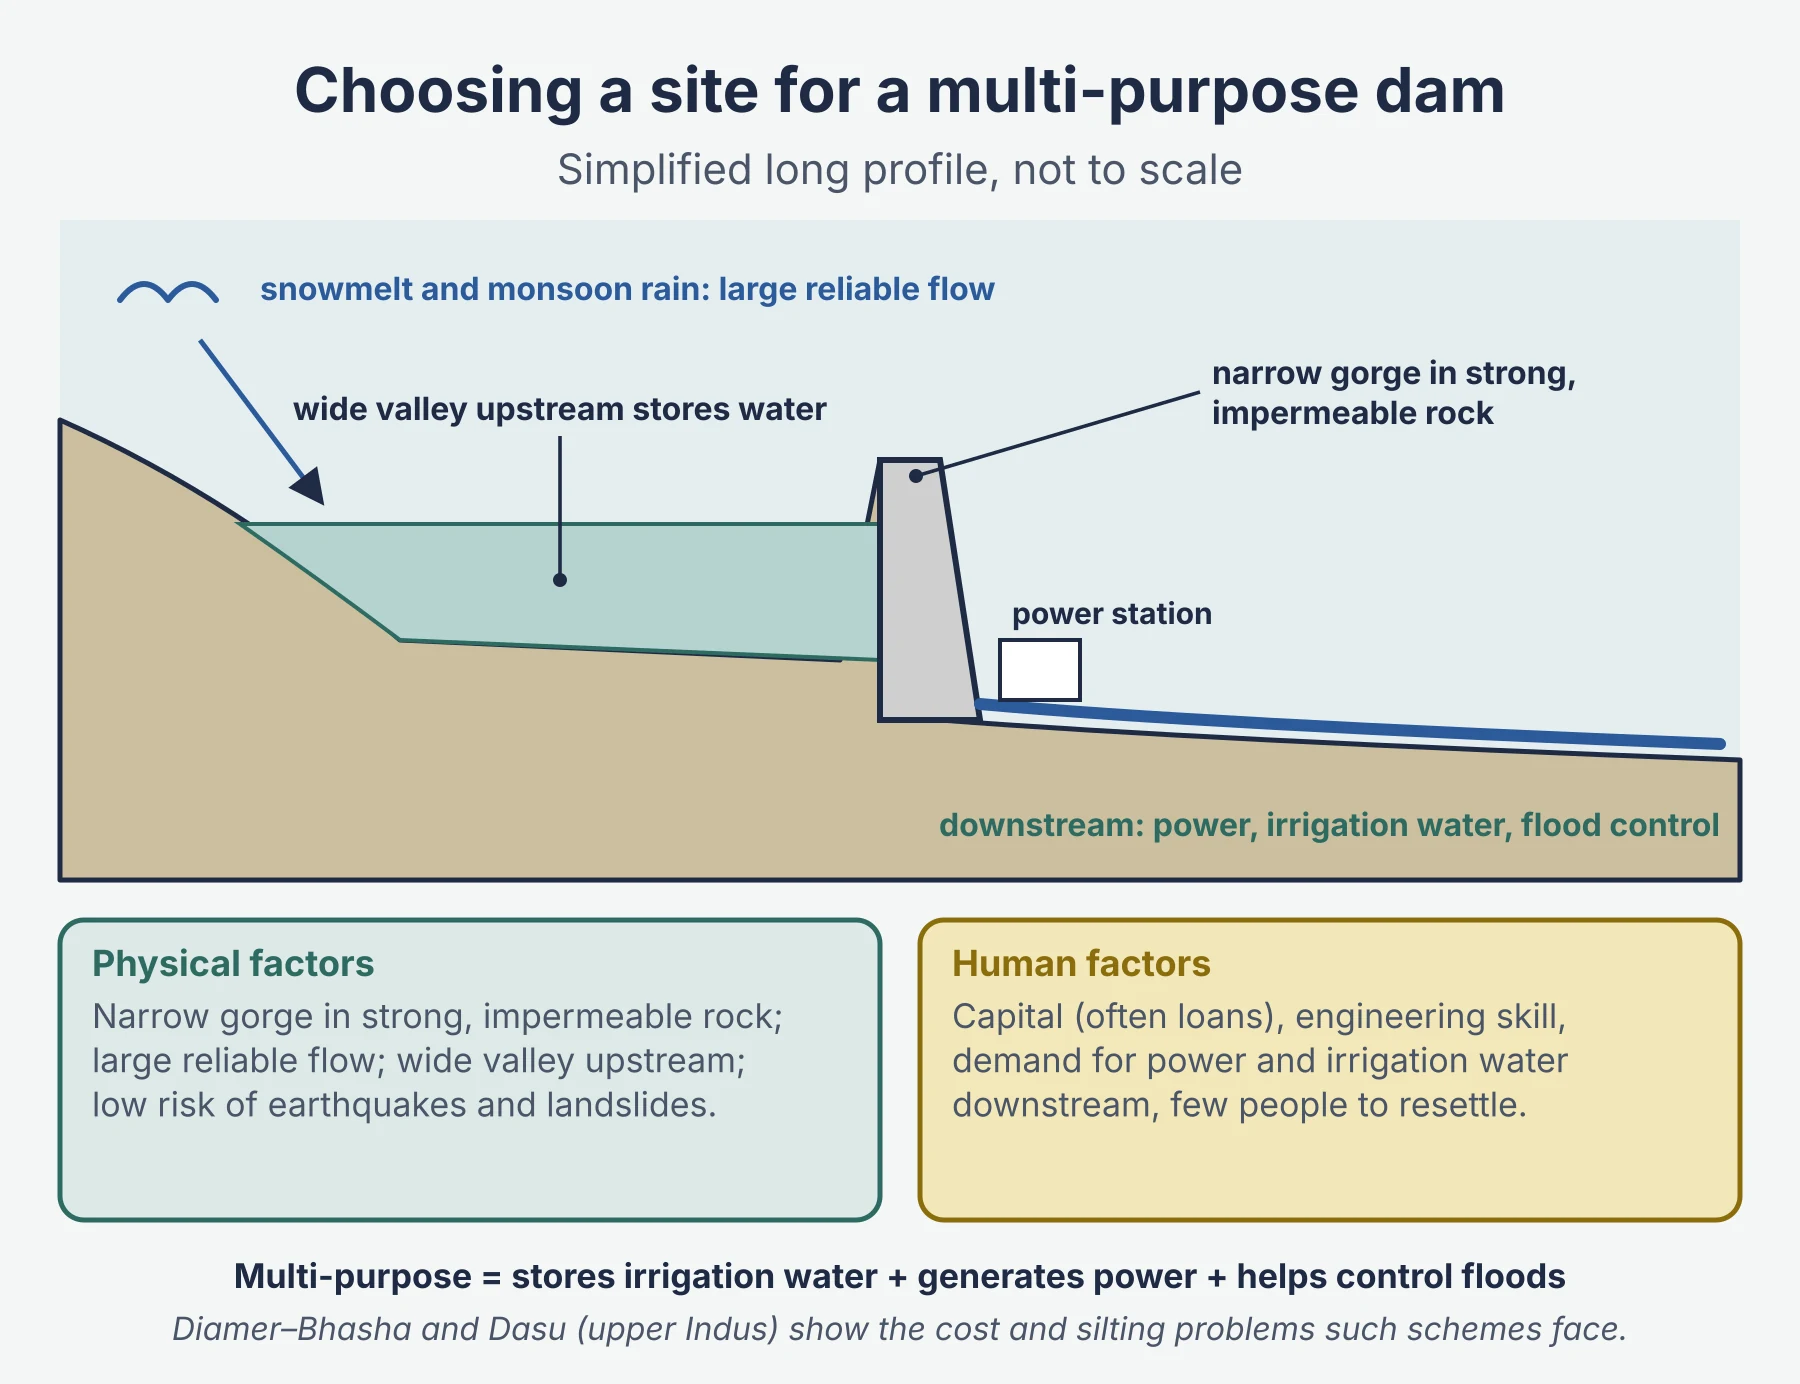 Choosing a site for a multi-purpose dam
Simplified long profile, not to scale
snowmelt and monsoon rain: large reliable flow
narrow gorge in strong,
impermeable rock
wide valley upstream stores water
power station
downstream: power, irrigation water, flood control
Physical factors
Narrow gorge in strong, impermeable rock;
large reliable flow; wide valley upstream;
low risk of earthquakes and landslides.
Human factors
Capital (often loans), engineering skill,
demand for power and irrigation water
downstream, few people to resettle.
Multi-purpose = stores irrigation water + generates power + helps control floods
Diamer–Bhasha and Dasu (upper Indus) show the cost and silting problems such schemes face.